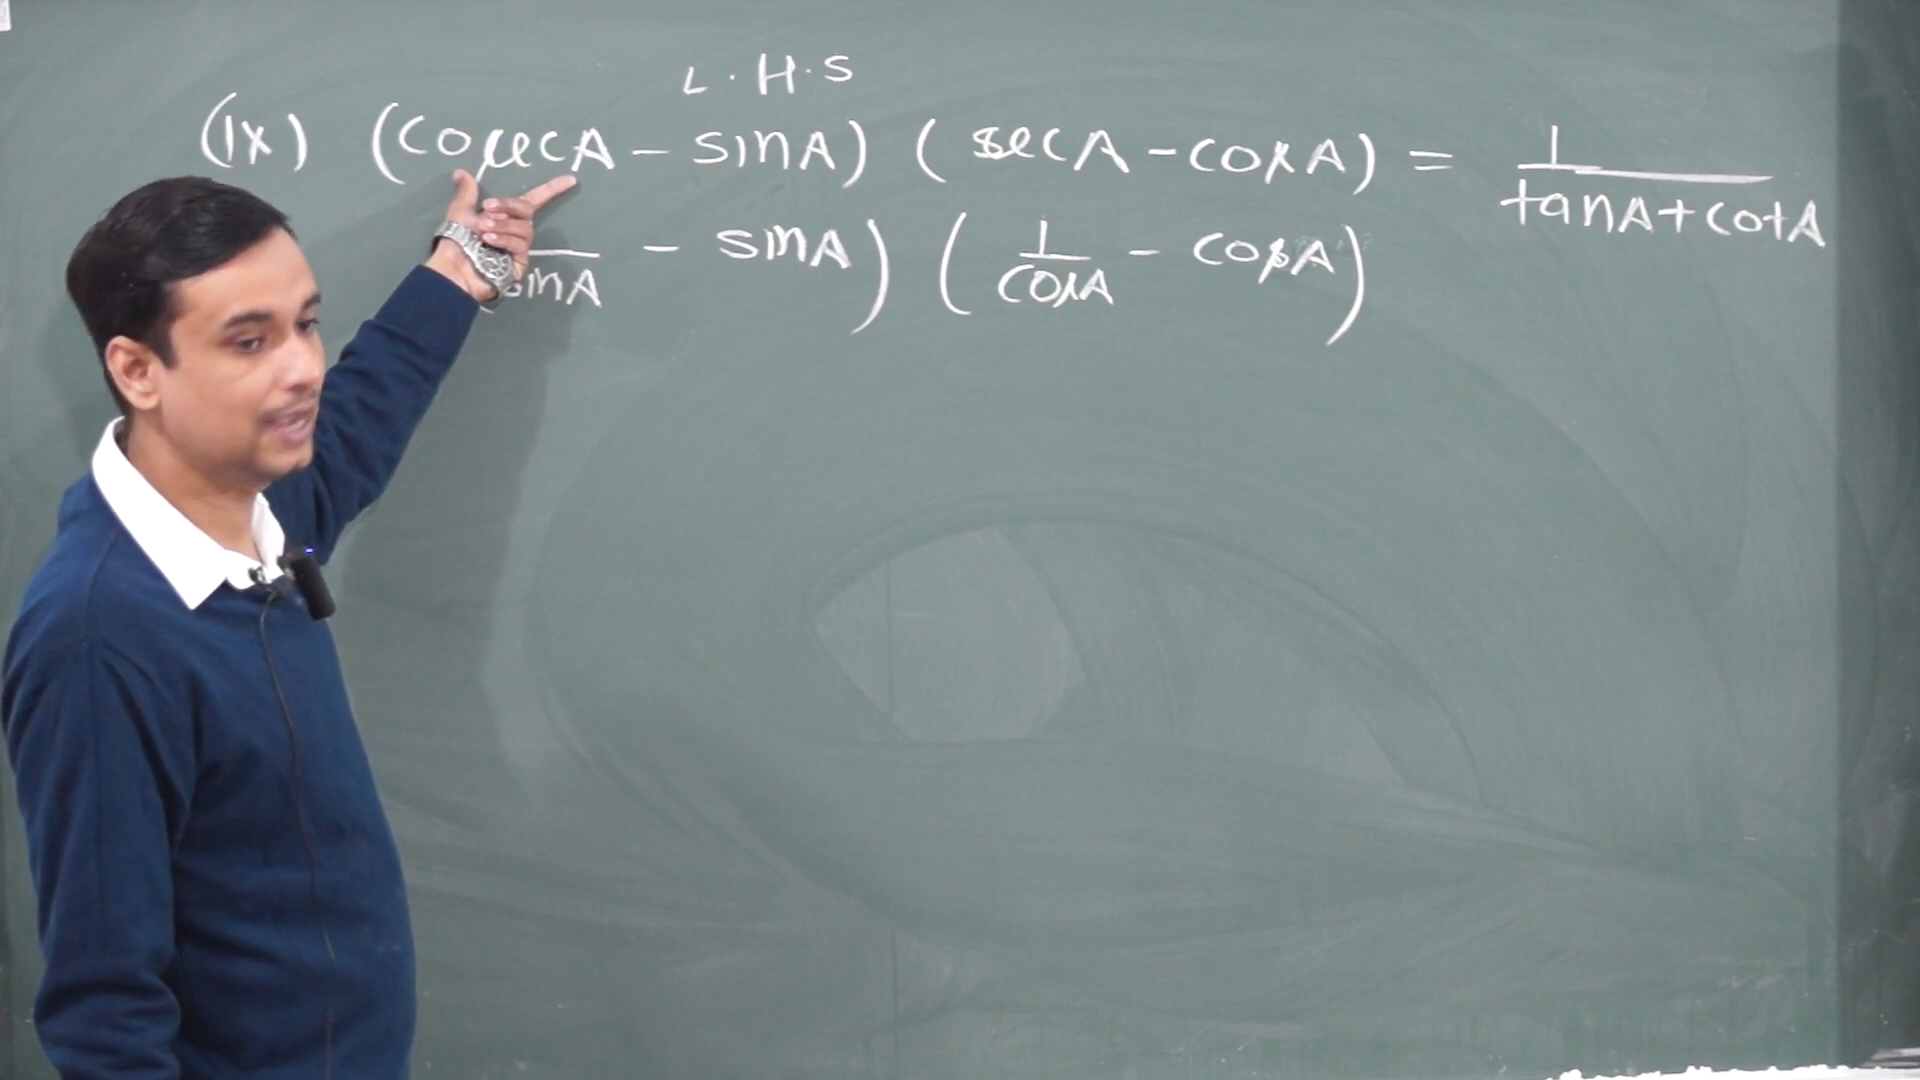 L.H.S
(ix) (cosecA - sinA) (secA - cosA) = 1/(tanA + cotA)
/sinA - sinA) (1/cosA - cosA)